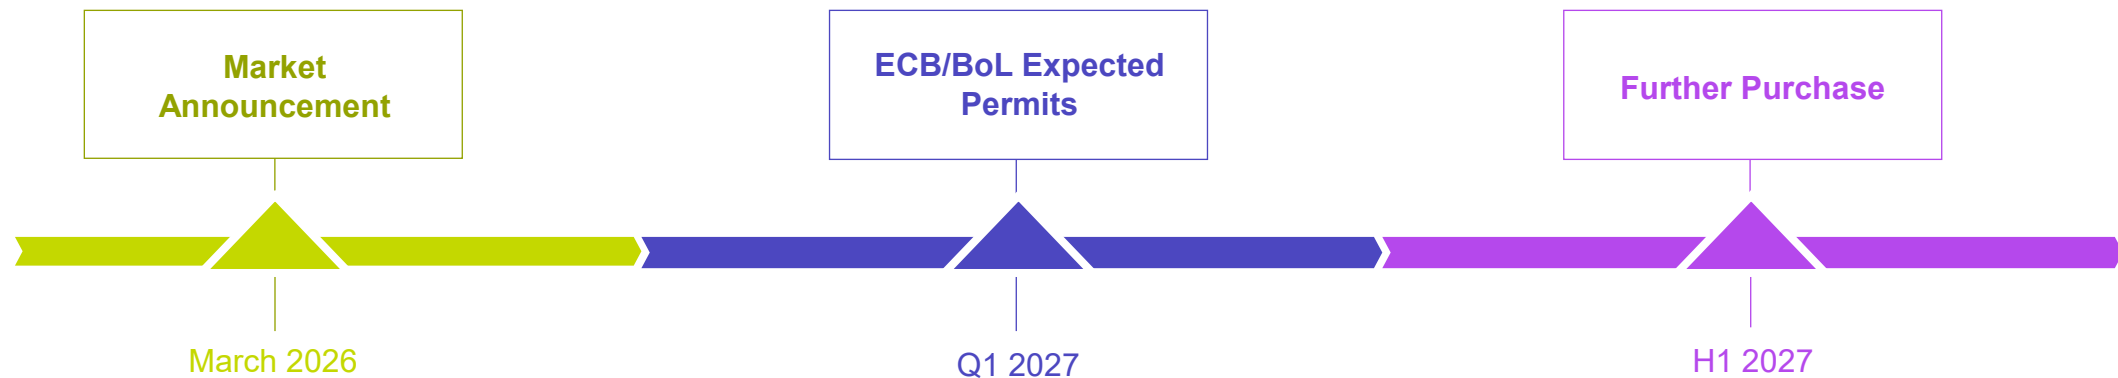 Market
Announcement
ECB/BoL Expected
Permits
Further Purchase
March 2026
Q1 2027
H1 2027